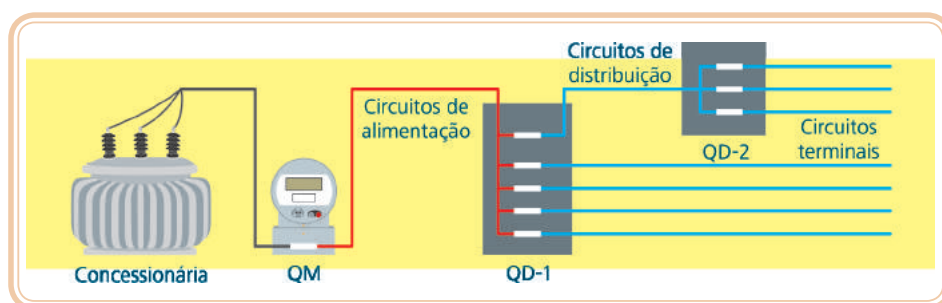 Circuitos de
distribuição
Circuitos de
alimentação
Circuitos
terminais
QD-2
Concessionária
QM
QD-1